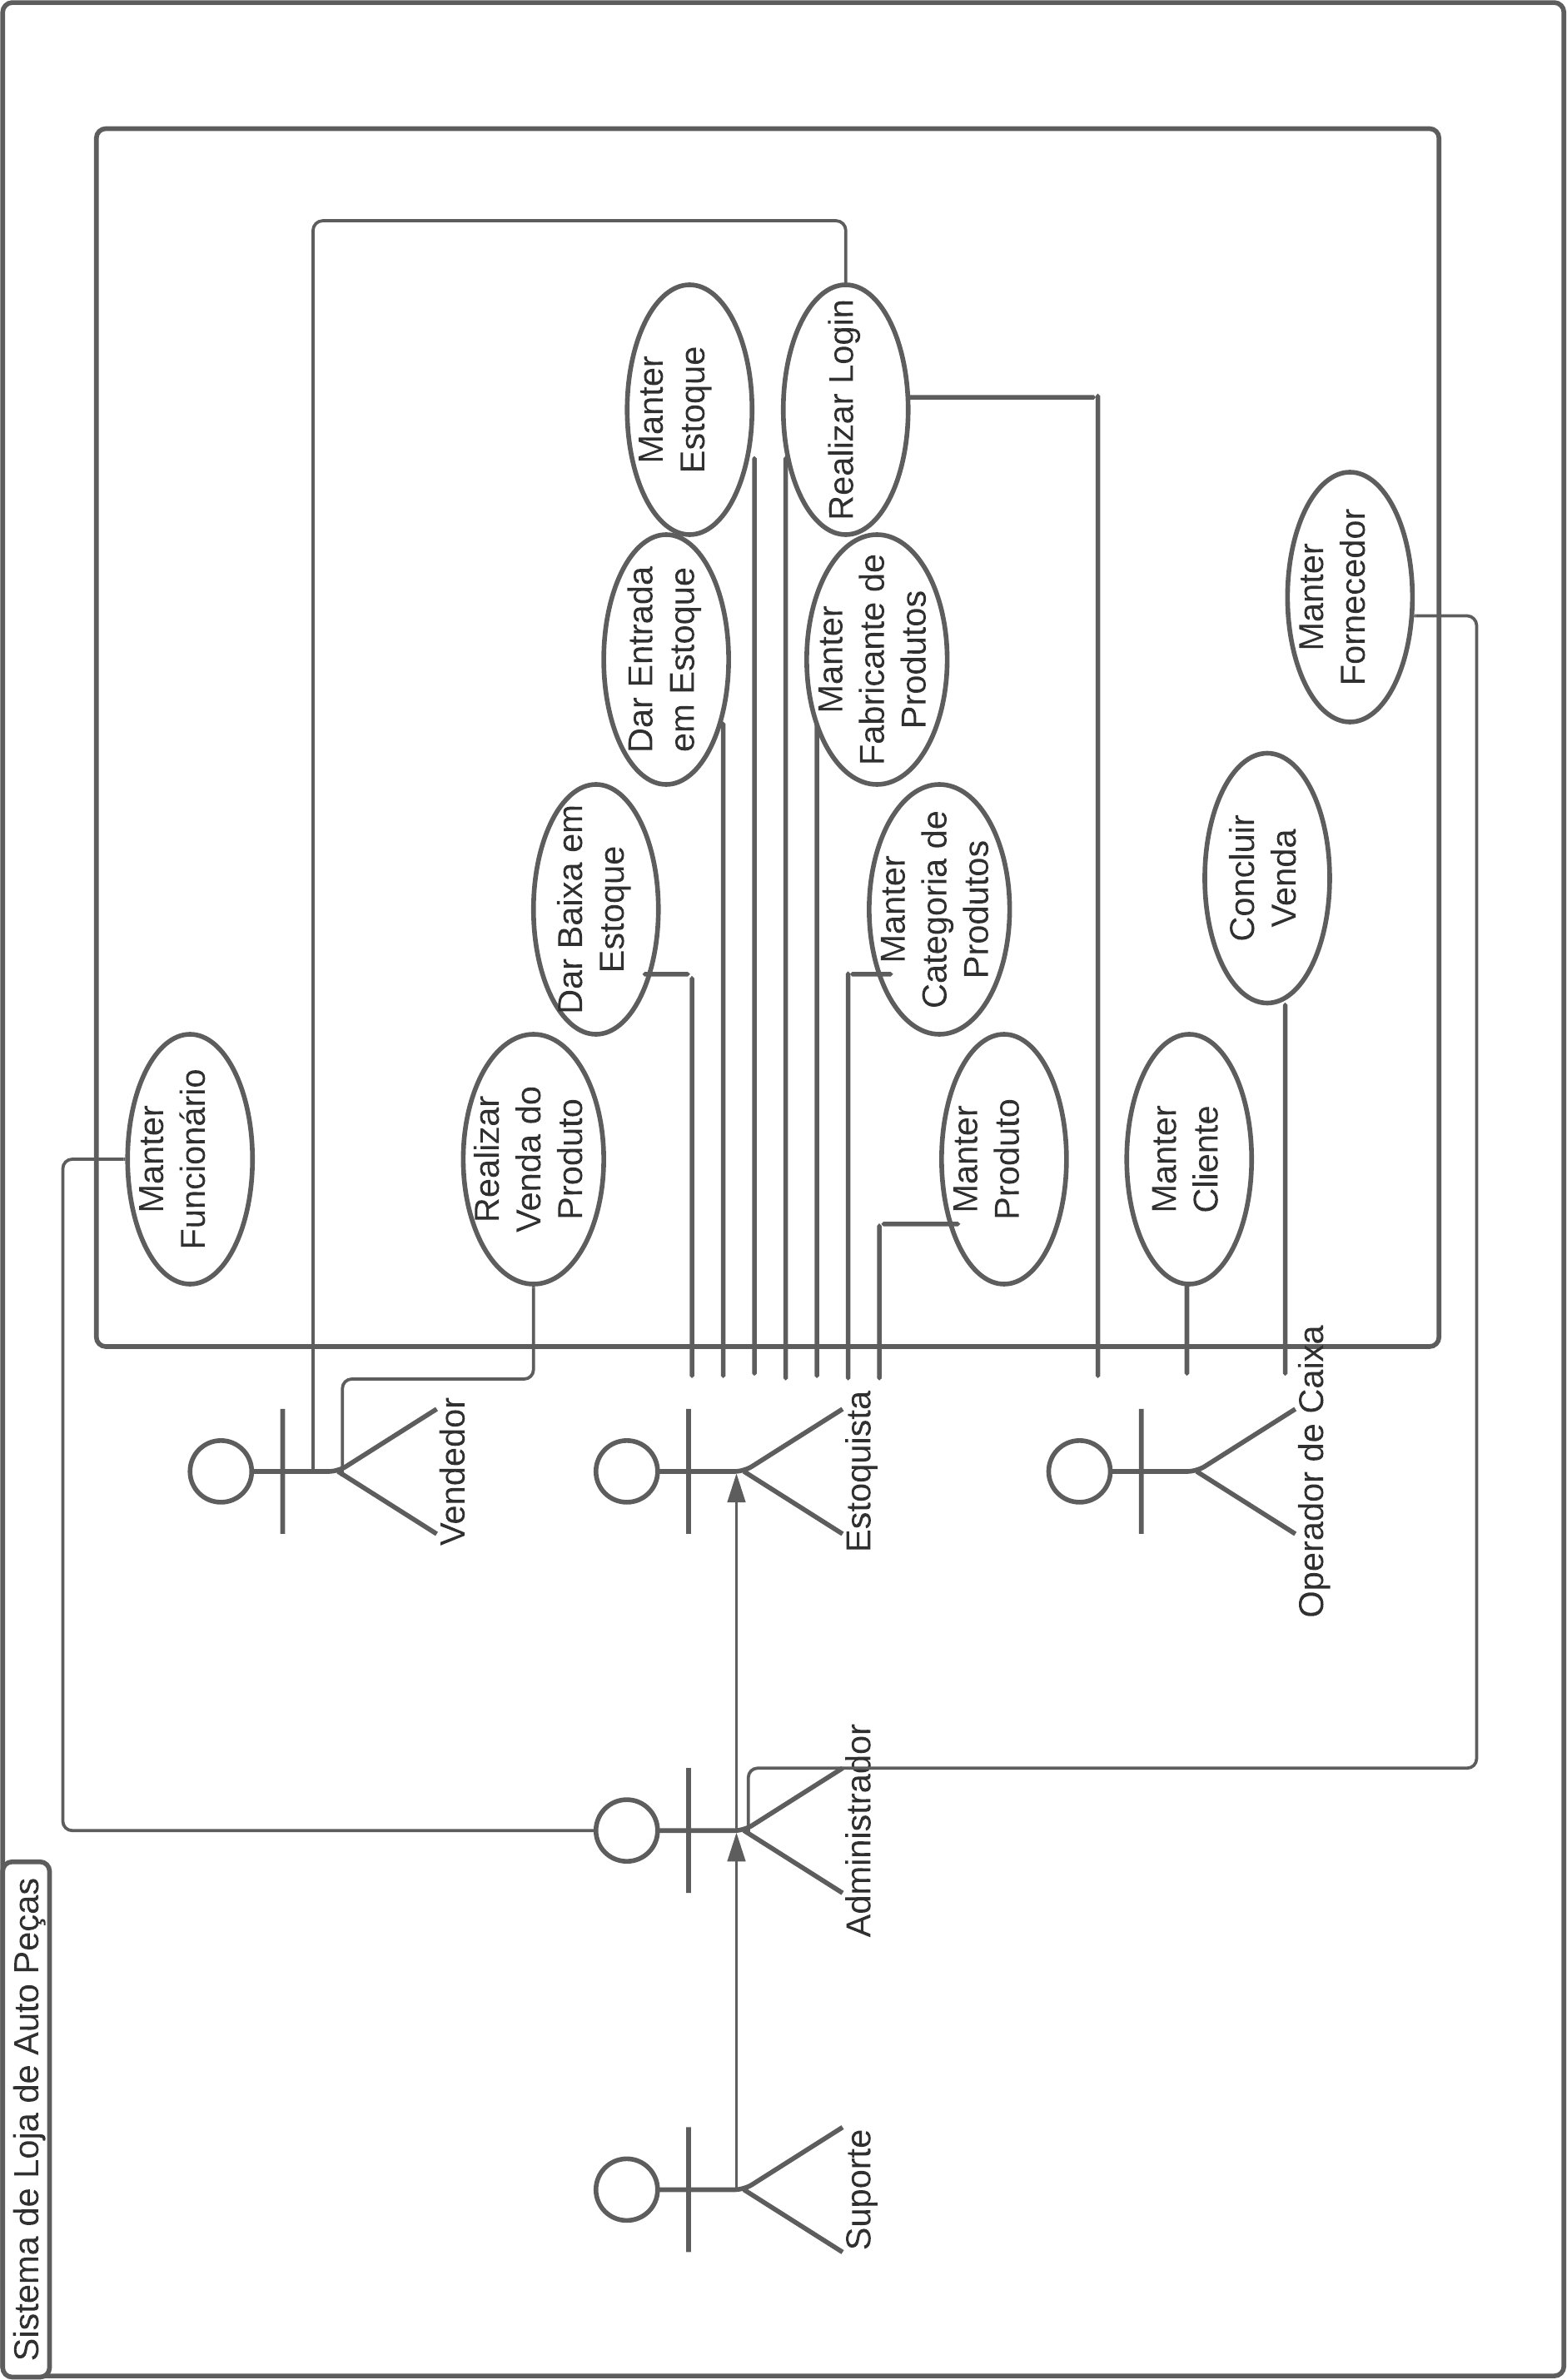 Sistema de Loja de Auto Peças
Manter
Funcionário
Vendedor
Realizar
Venda do
Produto
Dar Baixa em
Estoque
Dar Entrada
em Estoque
Manter
Estoque
Realizar Login
Manter
Fabricante de
Produtos
Manter
Categoria de
Produtos
Manter
Produto
Suporte
Administrador
Estoquista
Manter
Cliente
Concluir
Venda
Operador de Caixa
Manter
Fornecedor